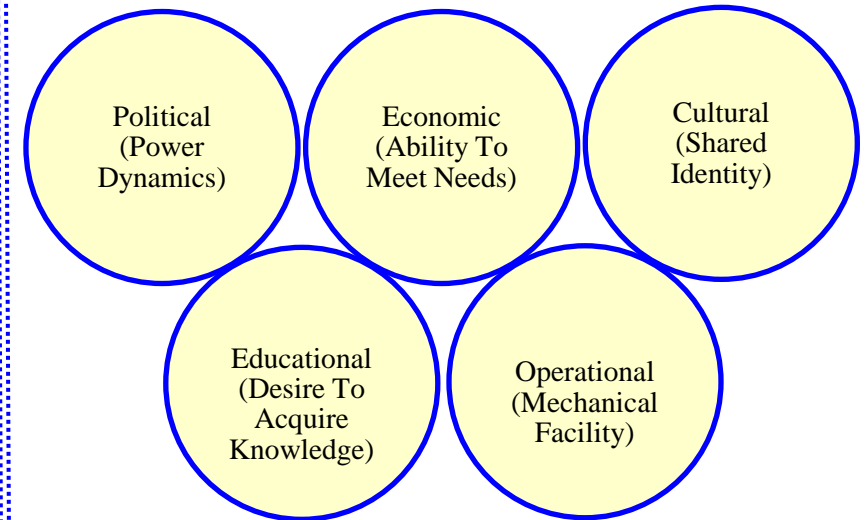 Political
(Power
Dynamics)
Economic
(Ability To
Meet Needs)
Cultural
(Shared
Identity)
Educational
(Desire To
Acquire
Knowledge)
Operational
(Mechanical
Facility)